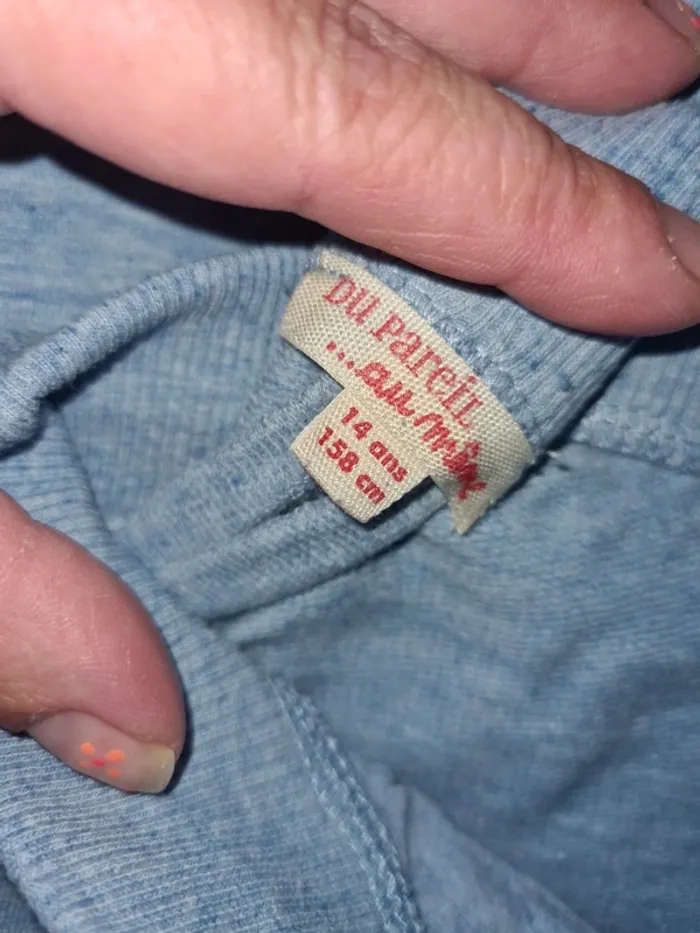 DU Pareil
...au même
14 ans
158 cm